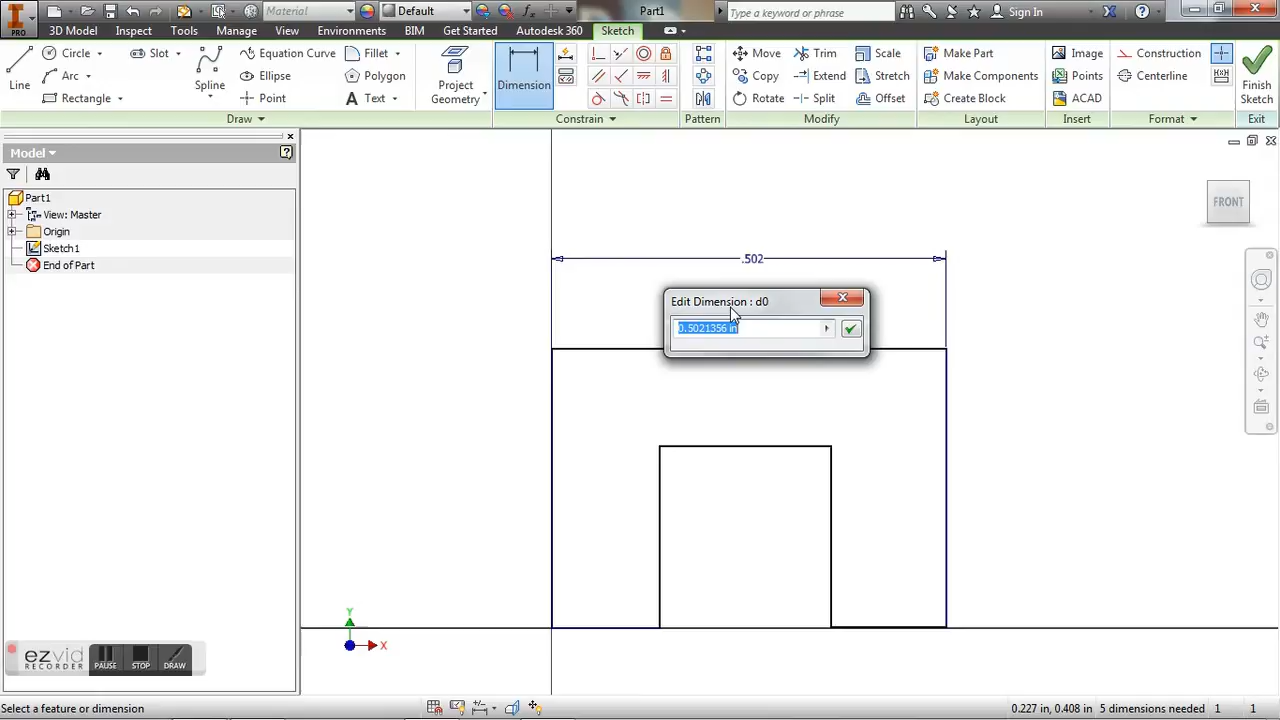 PRO
Material
Default
Part1
Type here a keyword or phrase
Sign In
3D Model Inspect Tools Manage View Environments BIM Get Started Autodesk 360 Sketch
Line
Circle
Arc
Rectangle
Slot
Spline
Equation Curve
Ellipse
Point
Fillet
Polygon
A Text
Draw
Dimension
Project Geometry
Constrain
Pattern
Move
Copy
Rotate
Trim
Extend
Split
Scale
Stretch
Offset
Modify
Make Part
Make Components
Create Block
Layout
Image
Points
ACAD
Insert
Construction
Centerline
Format
Finish Sketch
Exit
Model
Part1
View: Master
Origin
Sketch1
End of Part
FRONT
.502
Edit Dimension : d0
0.5021356 in
Y
X
ezvid
RECORDER
PAUSE STOP DRAW
Select a feature or dimension
0.227 in, 0.408 in 5 dimensions needed 1 1